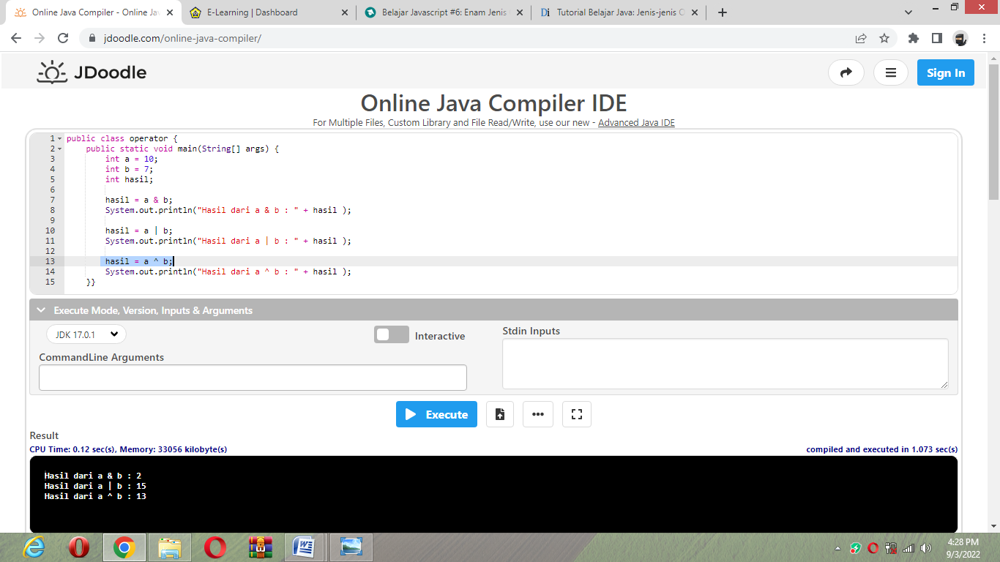 Online Java Compiler - Online Ja
E-Learning | Dashboard
Belajar Javascript #6: Enam Jenis
Di Tutorial Belajar Java: Jenis-jenis O
jdoodle.com/online-java-compiler/
JDoodle
Sign In
Online Java Compiler IDE
For Multiple Files, Custom Library and File Read/Write, use our new - Advanced Java IDE
1 public class operator {
2 public static void main(String[] args) {
3 int a = 10;
4 int b = 7;
5 int hasil;
6
7 hasil = a & b;
8 System.out.println("Hasil dari a & b : " + hasil );
9
10 hasil = a | b;
11 System.out.println("Hasil dari a | b : " + hasil );
12
13 hasil = a ^ b;
14 System.out.println("Hasil dari a ^ b : " + hasil );
15 }}
Execute Mode, Version, Inputs & Arguments
JDK 17.0.1
Interactive
Stdin Inputs
CommandLine Arguments
Execute
Result
CPU Time: 0.12 sec(s), Memory: 33056 kilobyte(s)
compiled and executed in 1.073 sec(s)
Hasil dari a & b : 2
Hasil dari a | b : 15
Hasil dari a ^ b : 13
4:28 PM
9/3/2022